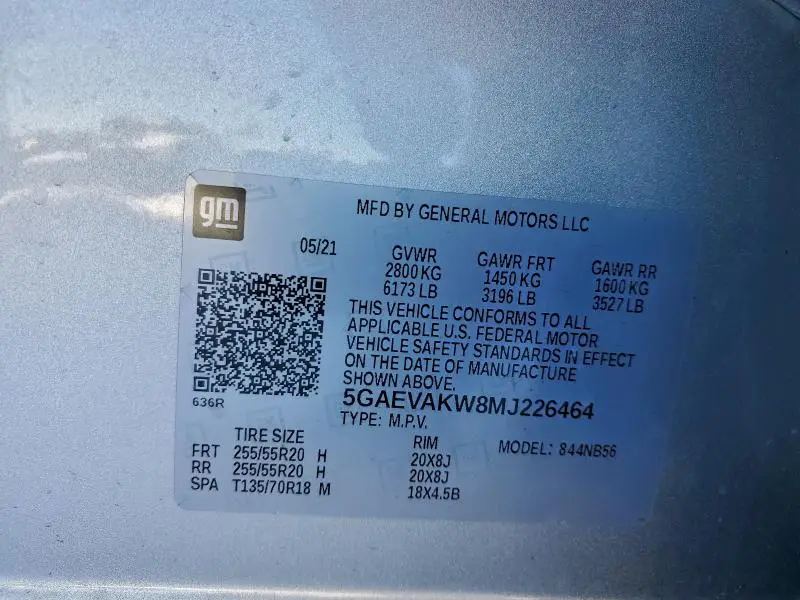 gm
MFD BY GENERAL MOTORS LLC
05/21 GVWR GAWR FRT GAWR RR
2800 KG 1450 KG 1600 KG
6173 LB 3196 LB 3527 LB
THIS VEHICLE CONFORMS TO ALL
APPLICABLE U.S. FEDERAL MOTOR
VEHICLE SAFETY STANDARDS IN EFFECT
ON THE DATE OF MANUFACTURE
SHOWN ABOVE.
636R
5GAEVAKW8MJ226464
TYPE: M.P.V.
TIRE SIZE RIM MODEL: 844NB56
FRT 255/55R20 H 20X8J
RR 255/55R20 H 20X8J
SPA T135/70R18 M 18X4.5B